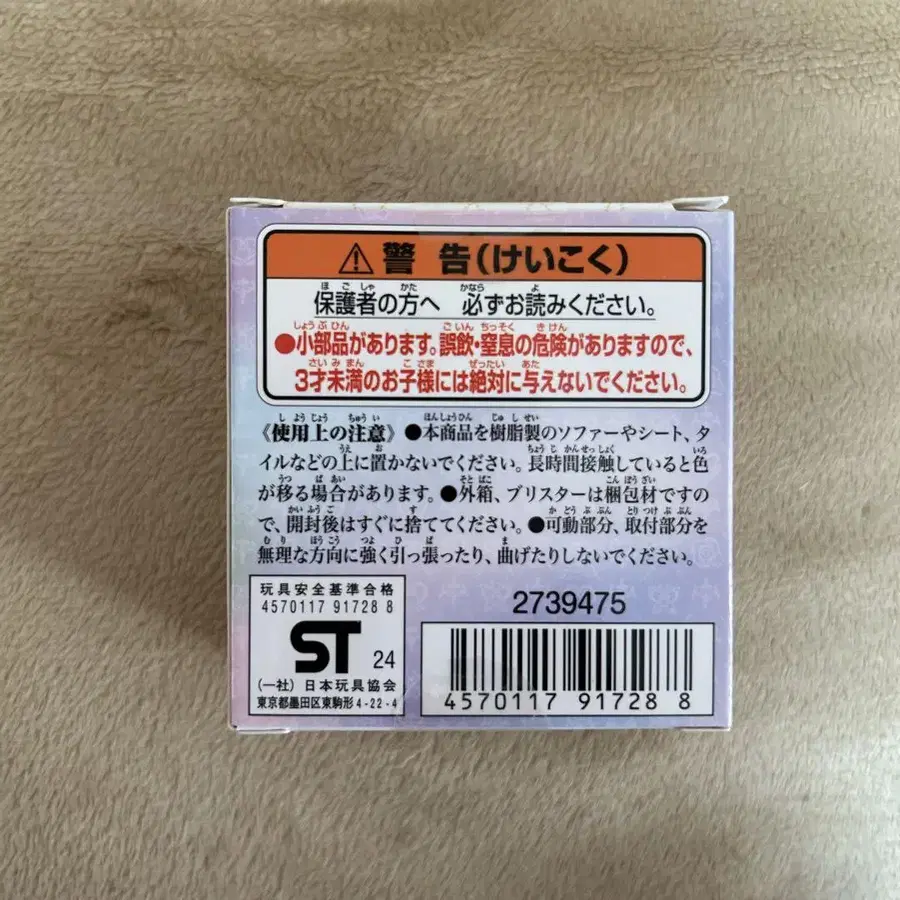 ⚠警 告(けいこく)
保護者の方へ 必ずお読みください。
●小部品があります。誤飲・窒息の危険がありますので、
3才未満のお子様には絶対に与えないでください。
《使用上の注意》●本商品を樹脂製のソファーやシート、タ
イルなどの上に置かないでください。長時間接触していると色
が移る場合があります。●外箱、ブリスターは梱包材ですの
で、開封後はすぐに捨ててください。●可動部分、取付部分を
無理な方向に強く引っ張ったり、曲げたりしないでください。
玩具安全基準合格
4570117 91728 8
ST 24
(一社) 日本玩具協会
東京都墨田区東駒形4-22-4
2739475
4570117 91728 8